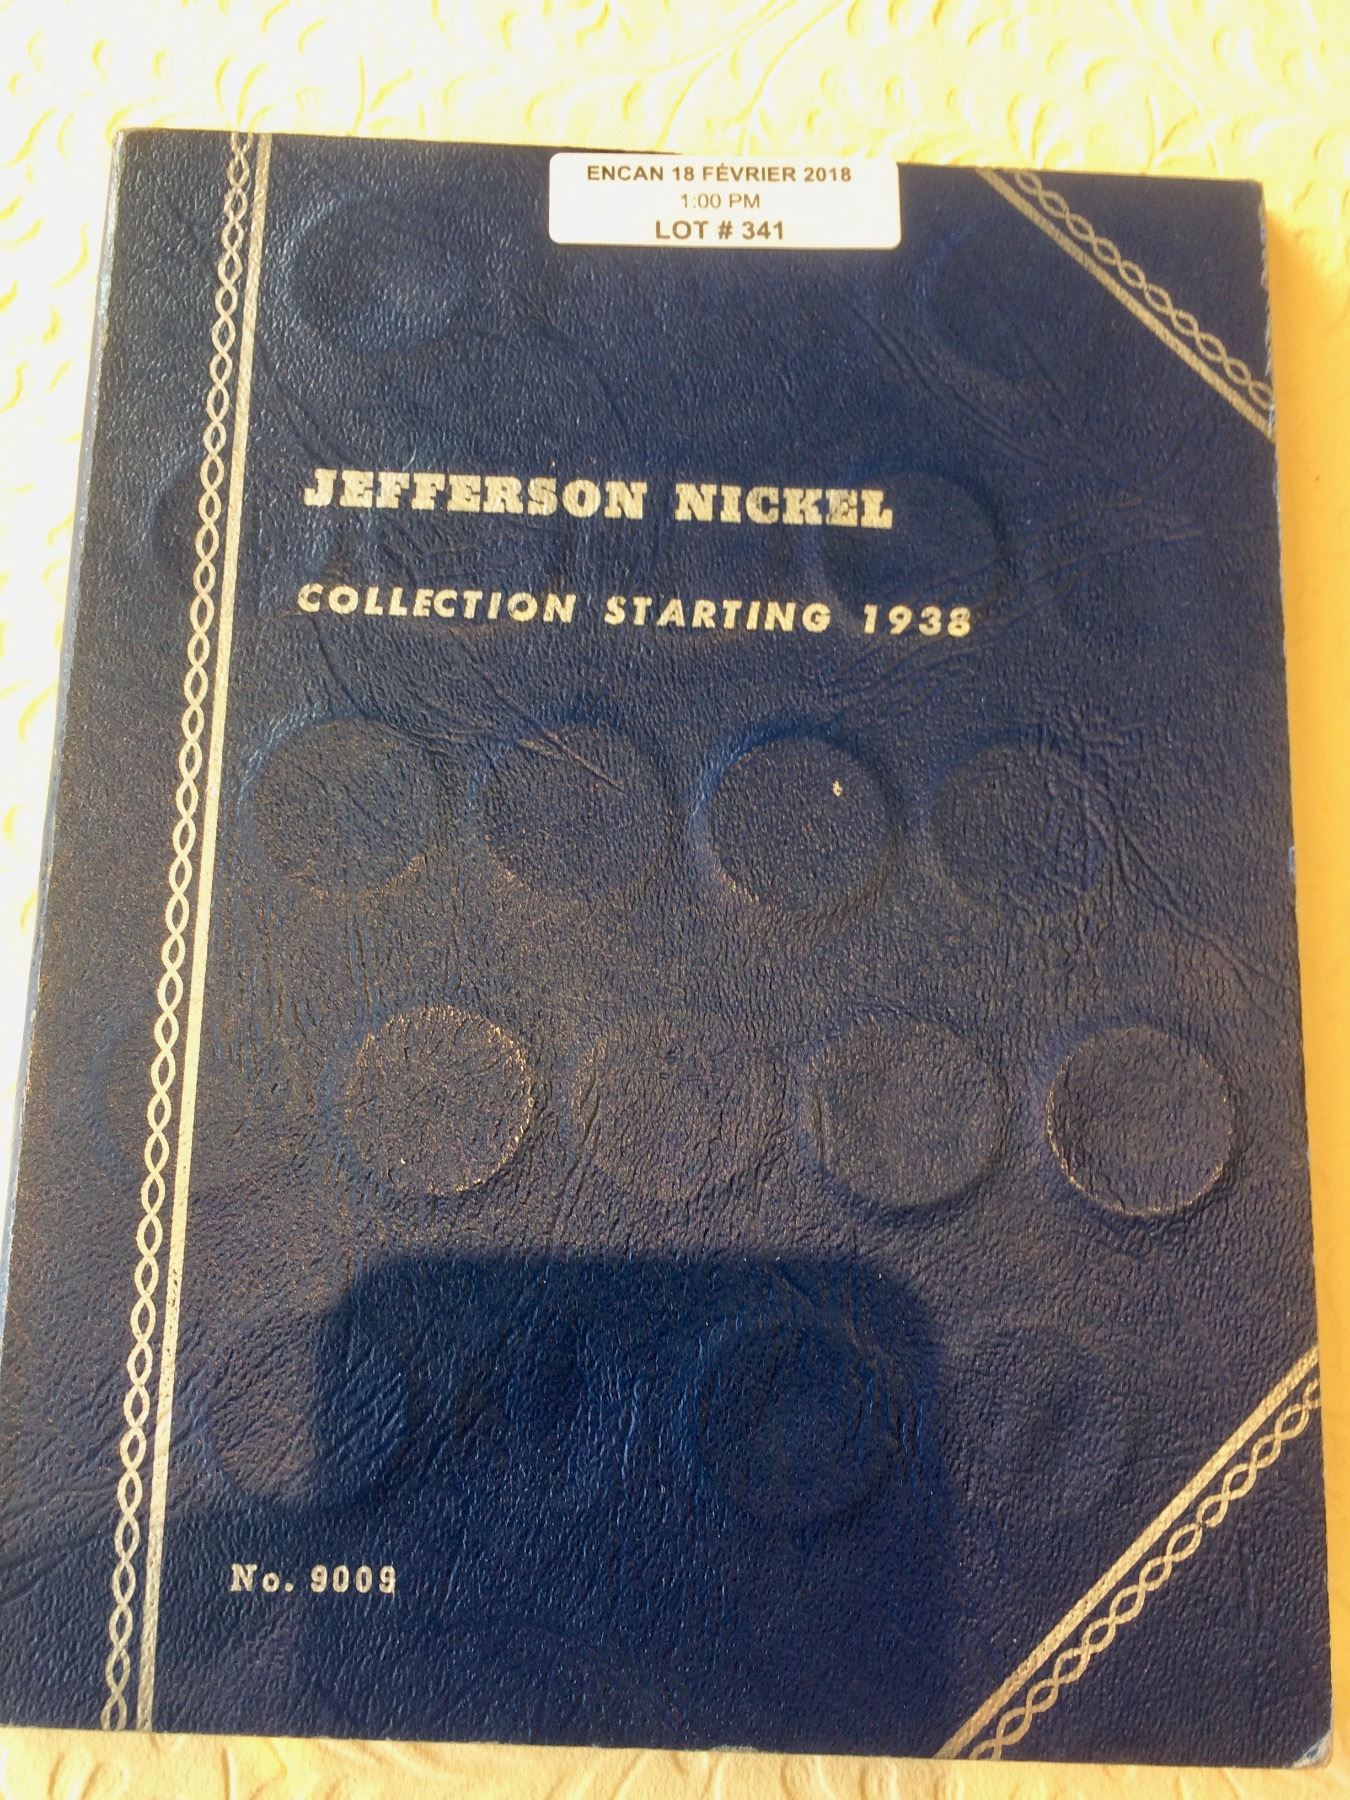 ENCAN 18 FÉVRIER 2018
1:00 PM
LOT # 341
JEFFERSON NICKEL
COLLECTION STARTING 1938
No. 9009